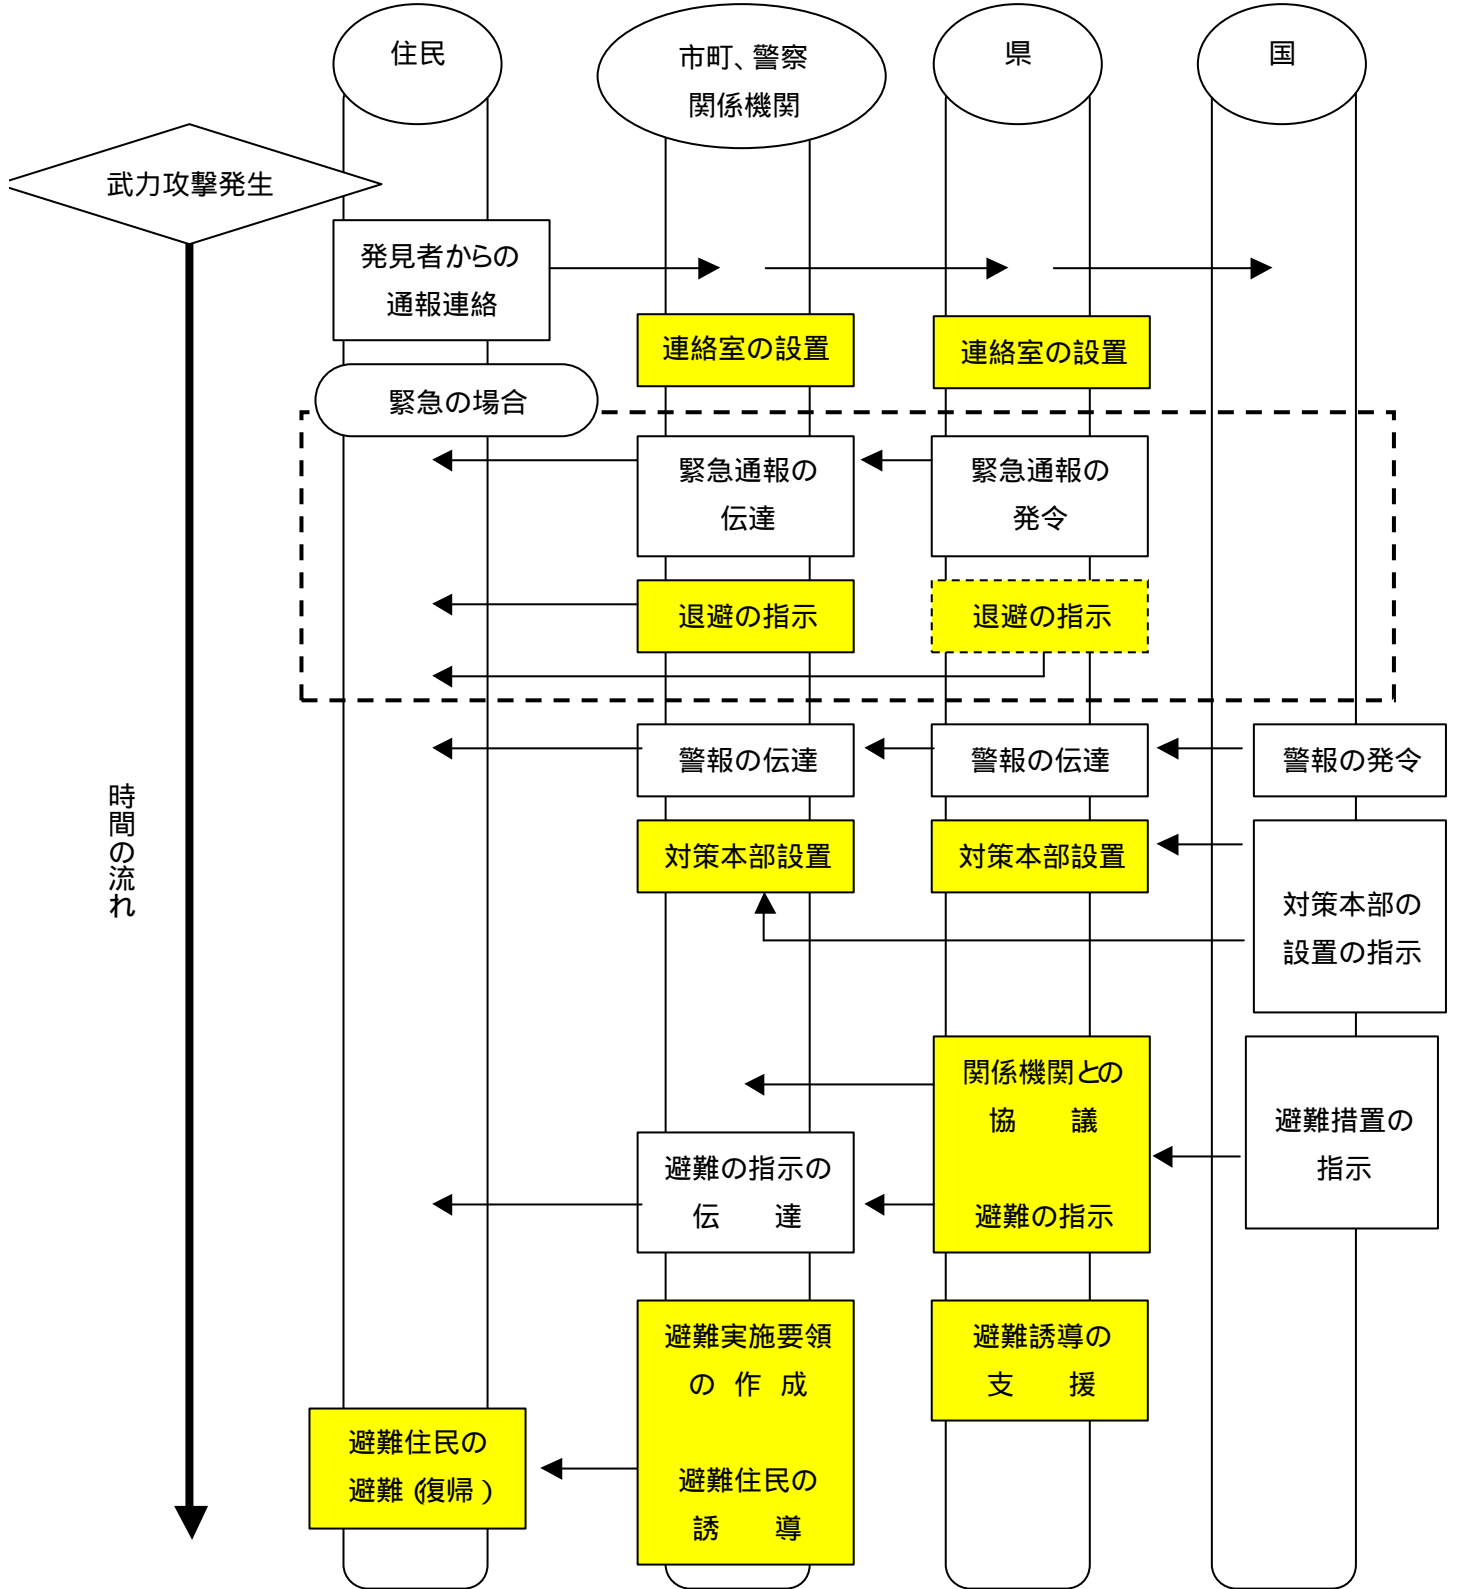 住民
市町、警察
関係機関
県
国
武力攻撃発生
発見者からの
通報連絡
連絡室の設置
連絡室の設置
緊急の場合
緊急通報の
伝達
緊急通報の
発令
退避の指示
退避の指示
警報の伝達
警報の伝達
警報の発令
時間の流れ
対策本部設置
対策本部設置
対策本部の
設置の指示
関係機関との
協　　議
避難の指示
避難措置の
指示
避難の指示の
伝　　達
避難実施要領
の 作 成
避難住民の
誘　　導
避難誘導の
支　　援
避難住民の
避難（復帰）